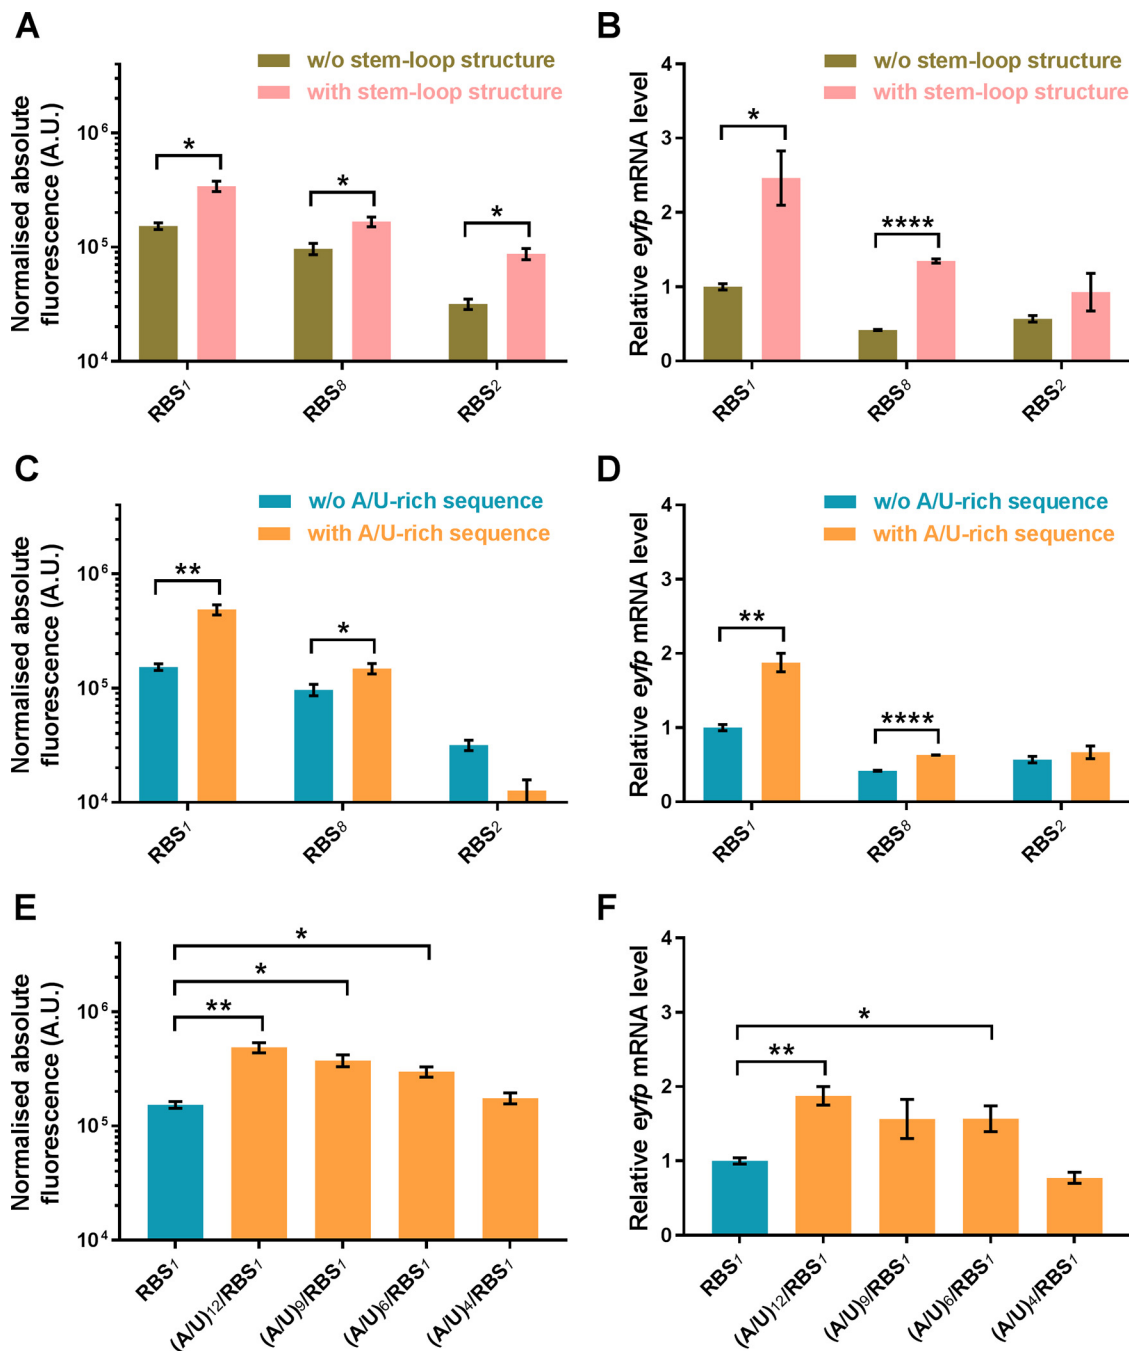 A
w/o stem-loop structure
with stem-loop structure
Normalised absolute
fluorescence (A.U.)
10⁶
10⁵
10⁴
*
*
*
RBS1
RBS8
RBS2
B
w/o stem-loop structure
with stem-loop structure
Relative eyfp mRNA level
4
3
2
1
0
*
****
RBS1
RBS8
RBS2
C
w/o A/U-rich sequence
with A/U-rich sequence
Normalised absolute
fluorescence (A.U.)
10⁶
10⁵
10⁴
**
*
RBS1
RBS8
RBS2
D
w/o A/U-rich sequence
with A/U-rich sequence
Relative eyfp mRNA level
4
3
2
1
0
**
****
RBS1
RBS8
RBS2
E
Normalised absolute
fluorescence (A.U.)
10⁶
10⁵
10⁴
*
*
**
RBS1
(A/U)12/RBS1
(A/U)9/RBS1
(A/U)6/RBS1
(A/U)4/RBS1
F
Relative eyfp mRNA level
4
3
2
1
0
*
**
RBS1
(A/U)12/RBS1
(A/U)9/RBS1
(A/U)6/RBS1
(A/U)4/RBS1